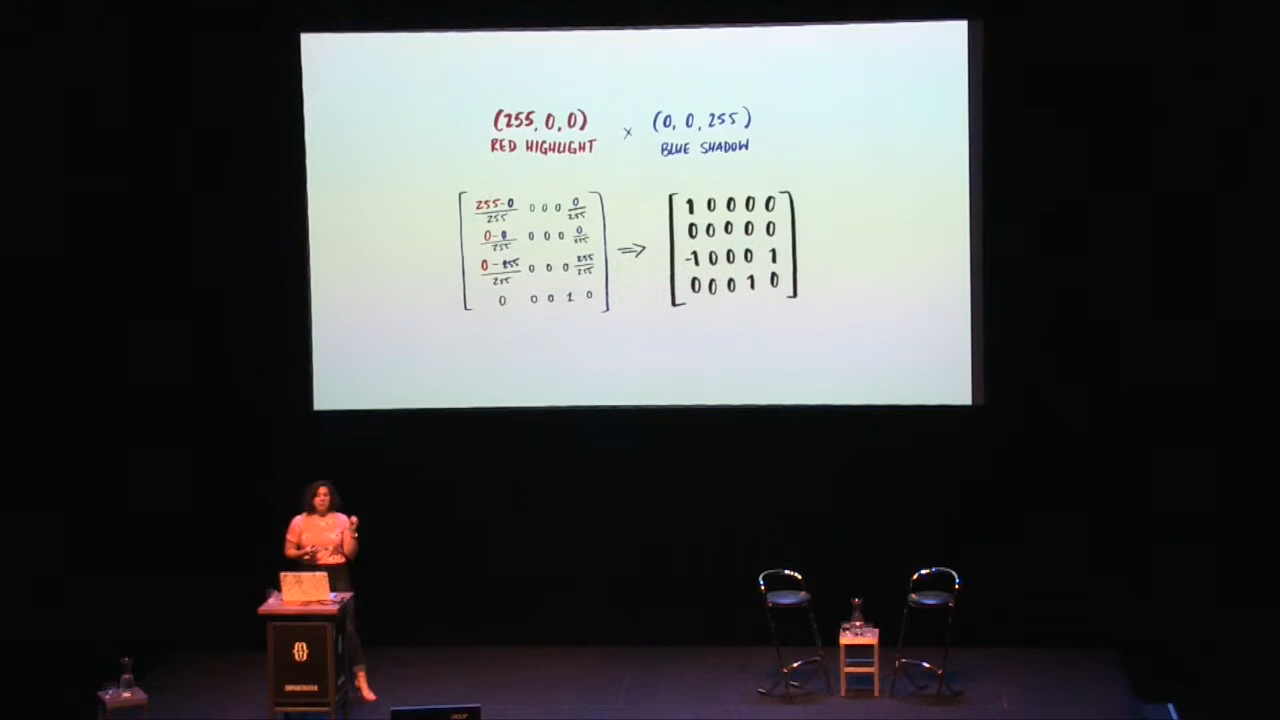 (255, 0, 0) × (0, 0, 255)
RED HIGHLIGHT BLUE SHADOW
255-0/255 0 0 0 0/255
0-0/255 0 0 0 0/255
0-255/255 0 0 0 255/255
0 0 0 1 0
⇒
1 0 0 0 0
0 0 0 0 0
-1 0 0 0 1
0 0 0 1 0